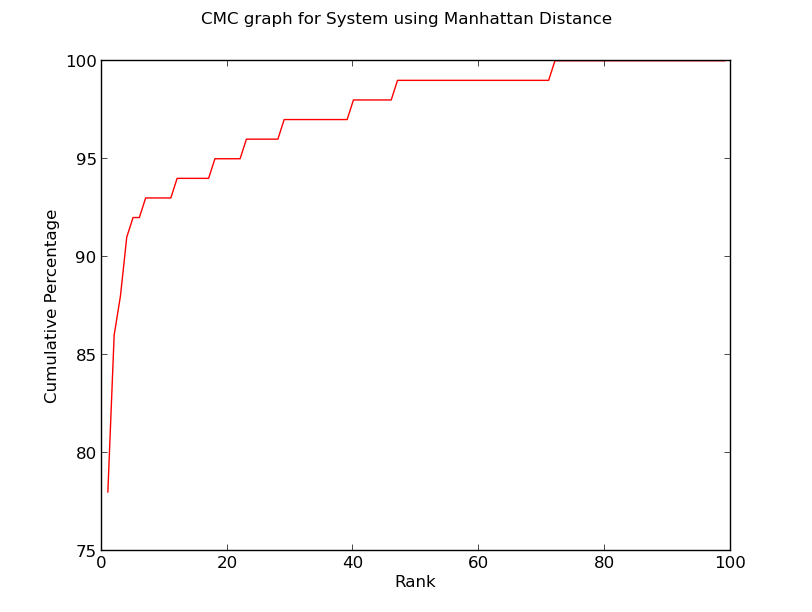 CMC graph for System using Manhattan Distance
100
95
90
85
80
75
Cumulative Percentage
0 20 40 60 80 100
Rank